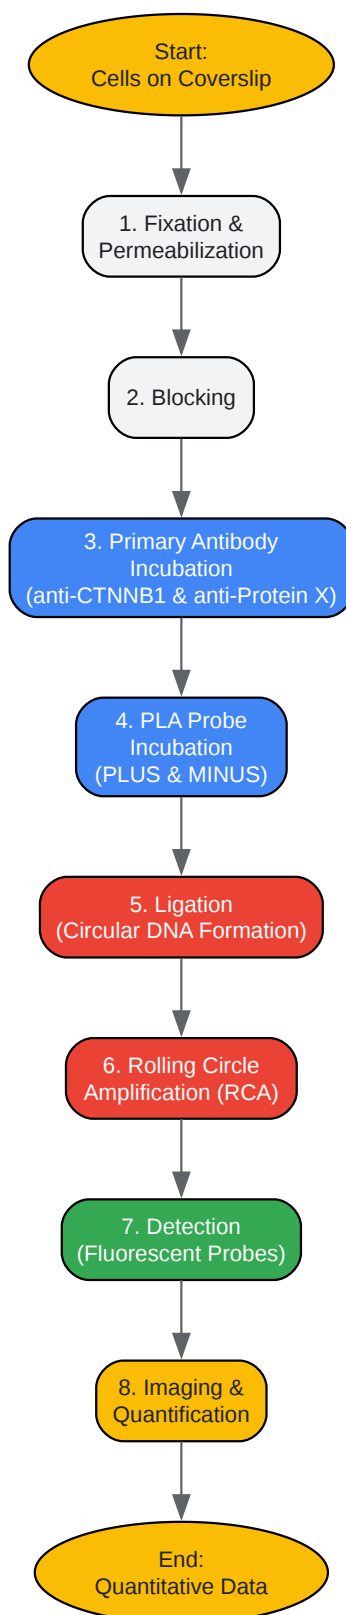 Start:
Cells on Coverslip
1. Fixation &
Permeabilization
2. Blocking
3. Primary Antibody
Incubation
(anti-CTNNB1 & anti-Protein X)
4. PLA Probe
Incubation
(PLUS & MINUS)
5. Ligation
(Circular DNA Formation)
6. Rolling Circle
Amplification (RCA)
7. Detection
(Fluorescent Probes)
8. Imaging &
Quantification
End:
Quantitative Data